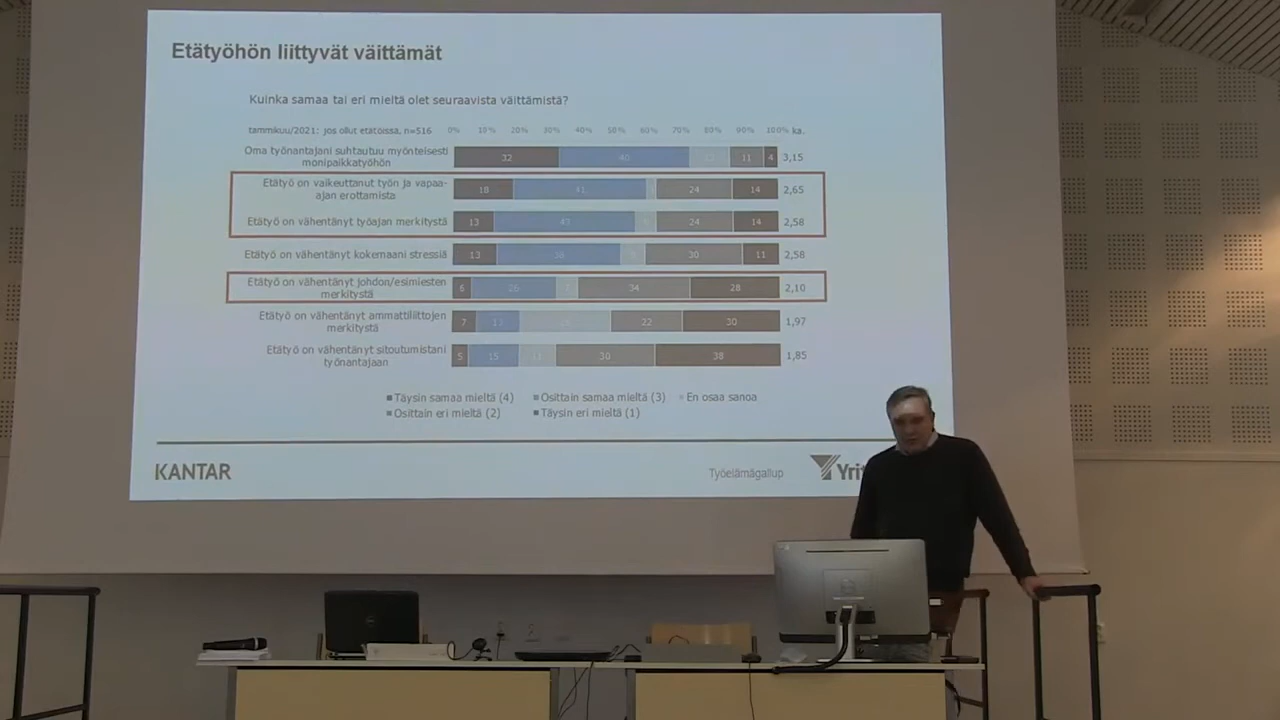 Etätyöhön liittyvät väittämät
Kuinka samaa tai eri mieltä olet seuraavista väittämistä?
tammikuu/2021: jos ollut etätöissä, n=516 0% 10% 20% 30% 40% 50% 60% 70% 80% 90% 100% ka.
Oma työnantajani suhtautuu myönteisesti
monipaikkatyöhön
32 40 11 4 3,15
Etätyö on vaikeuttanut työn ja vapaa-
ajan erottamista
18 41 24 14 2,65
Etätyö on vähentänyt työajan merkitystä 13 24 14 2,58
Etätyö on vähentänyt kokemaani stressiä 13 38 30 11 2,58
Etätyö on vähentänyt johdon/esimiesten
merkitystä
6 26 34 28 2,10
Etätyö on vähentänyt ammattiliittojen
merkitystä
7 13 22 30 1,97
Etätyö on vähentänyt sitoutumistani
työnantajaan
5 15 30 38 1,85
Täysin samaa mieltä (4) Osittain samaa mieltä (3) En osaa sanoa
Osittain eri mieltä (2) Täysin eri mieltä (1)
KANTAR
Työelämägallup